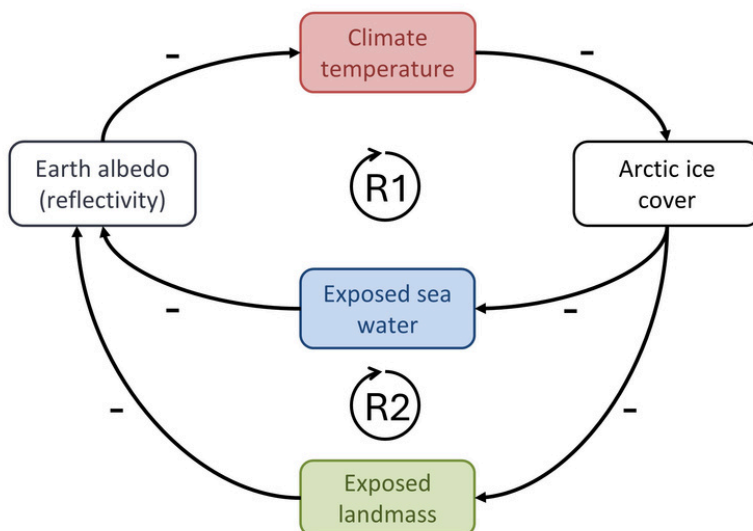 -
Climate
temperature
-
Earth albedo
(reflectivity)
R1
Arctic ice
cover
-
Exposed sea
water
-
-
R2
-
Exposed
landmass